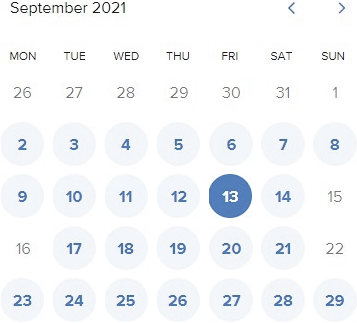 September 2021
MON TUE WED THU FRI SAT SUN
26 27 28 29 30 31 1
2 3 4 5 6 7 8
9 10 11 12 13 14 15
16 17 18 19 20 21 22
23 24 25 26 27 28 29